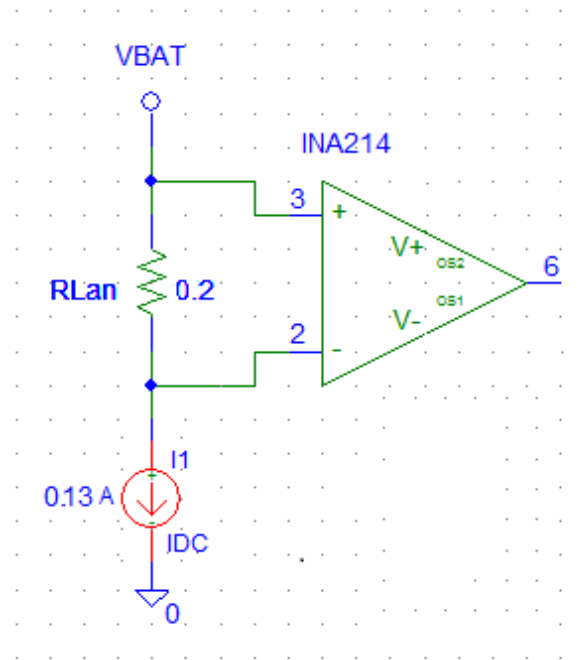 VBAT
INA214
3
+
V+
OS2
6
RLan 0.2
OS1
V-
2
-
I1
+
0.13 A
-
IDC
0